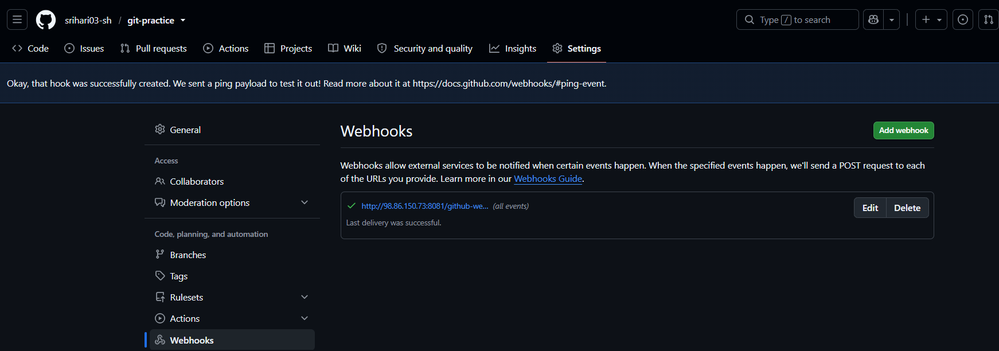 srihari03-sh / git-practice
Type / to search
Code Issues Pull requests Actions Projects Wiki Security and quality Insights Settings
Okay, that hook was successfully created. We sent a ping payload to test it out! Read more about it at https://docs.github.com/webhooks/#ping-event.
General
Access
Collaborators
Moderation options
Code, planning, and automation
Branches
Tags
Rulesets
Actions
Webhooks
Webhooks
Add webhook
Webhooks allow external services to be notified when certain events happen. When the specified events happen, we'll send a POST request to each
of the URLs you provide. Learn more in our Webhooks Guide.
http://98.86.150.73:8081/github-we... (all events)
Edit Delete
Last delivery was successful.